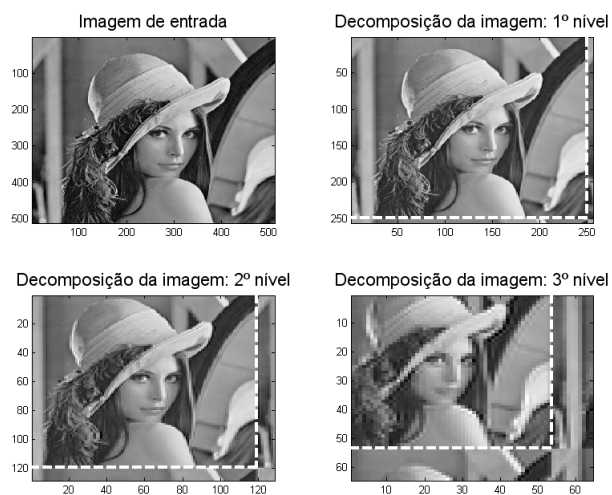 Imagem de entrada
100
200
300
400
500
100 200 300 400 500
Decomposição da imagem: 1º nível
50
100
150
200
250
50 100 150 200 250
Decomposição da imagem: 2º nível
20
40
60
80
100
120
20 40 60 80 100 120
Decomposição da imagem: 3º nível
10
20
30
40
50
60
10 20 30 40 50 60